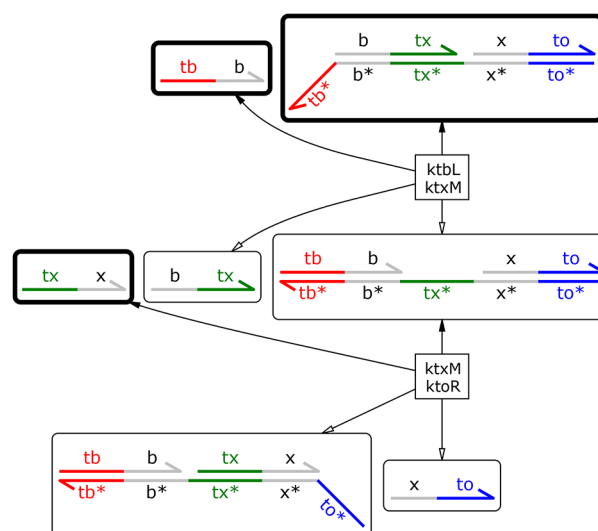 b tx x to
tb b
b* tx* x* to*
tb*
ktbL
ktxM
tb b x to
tx x
b tx
tb* b* tx* x* to*
ktxM
ktoR
tb b tx x
x to
tb* b* tx* x*
to*